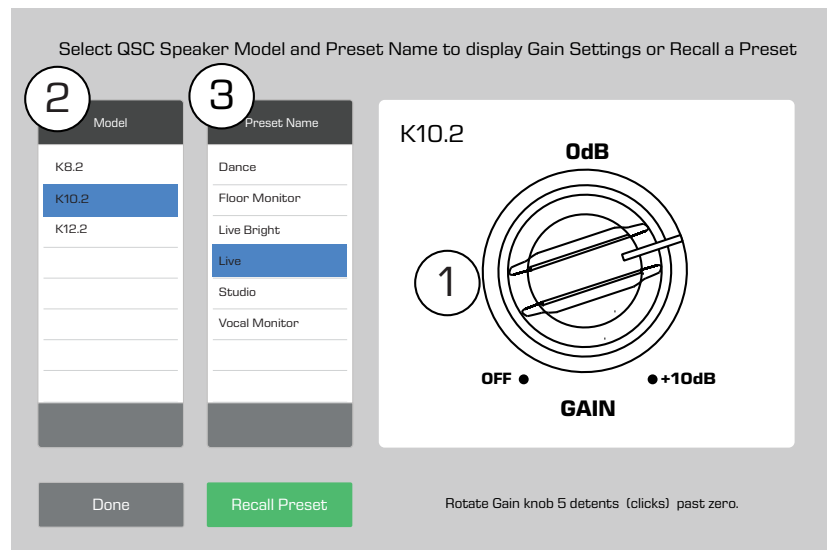 Select QSC Speaker Model and Preset Name to display Gain Settings or Recall a Preset
2
3
Model
Preset Name
K8.2
K10.2
K12.2
Dance
Floor Monitor
Live Bright
Live
Studio
Vocal Monitor
K10.2
0dB
1
OFF
+10dB
GAIN
Done
Recall Preset
Rotate Gain knob 5 detents (clicks) past zero.